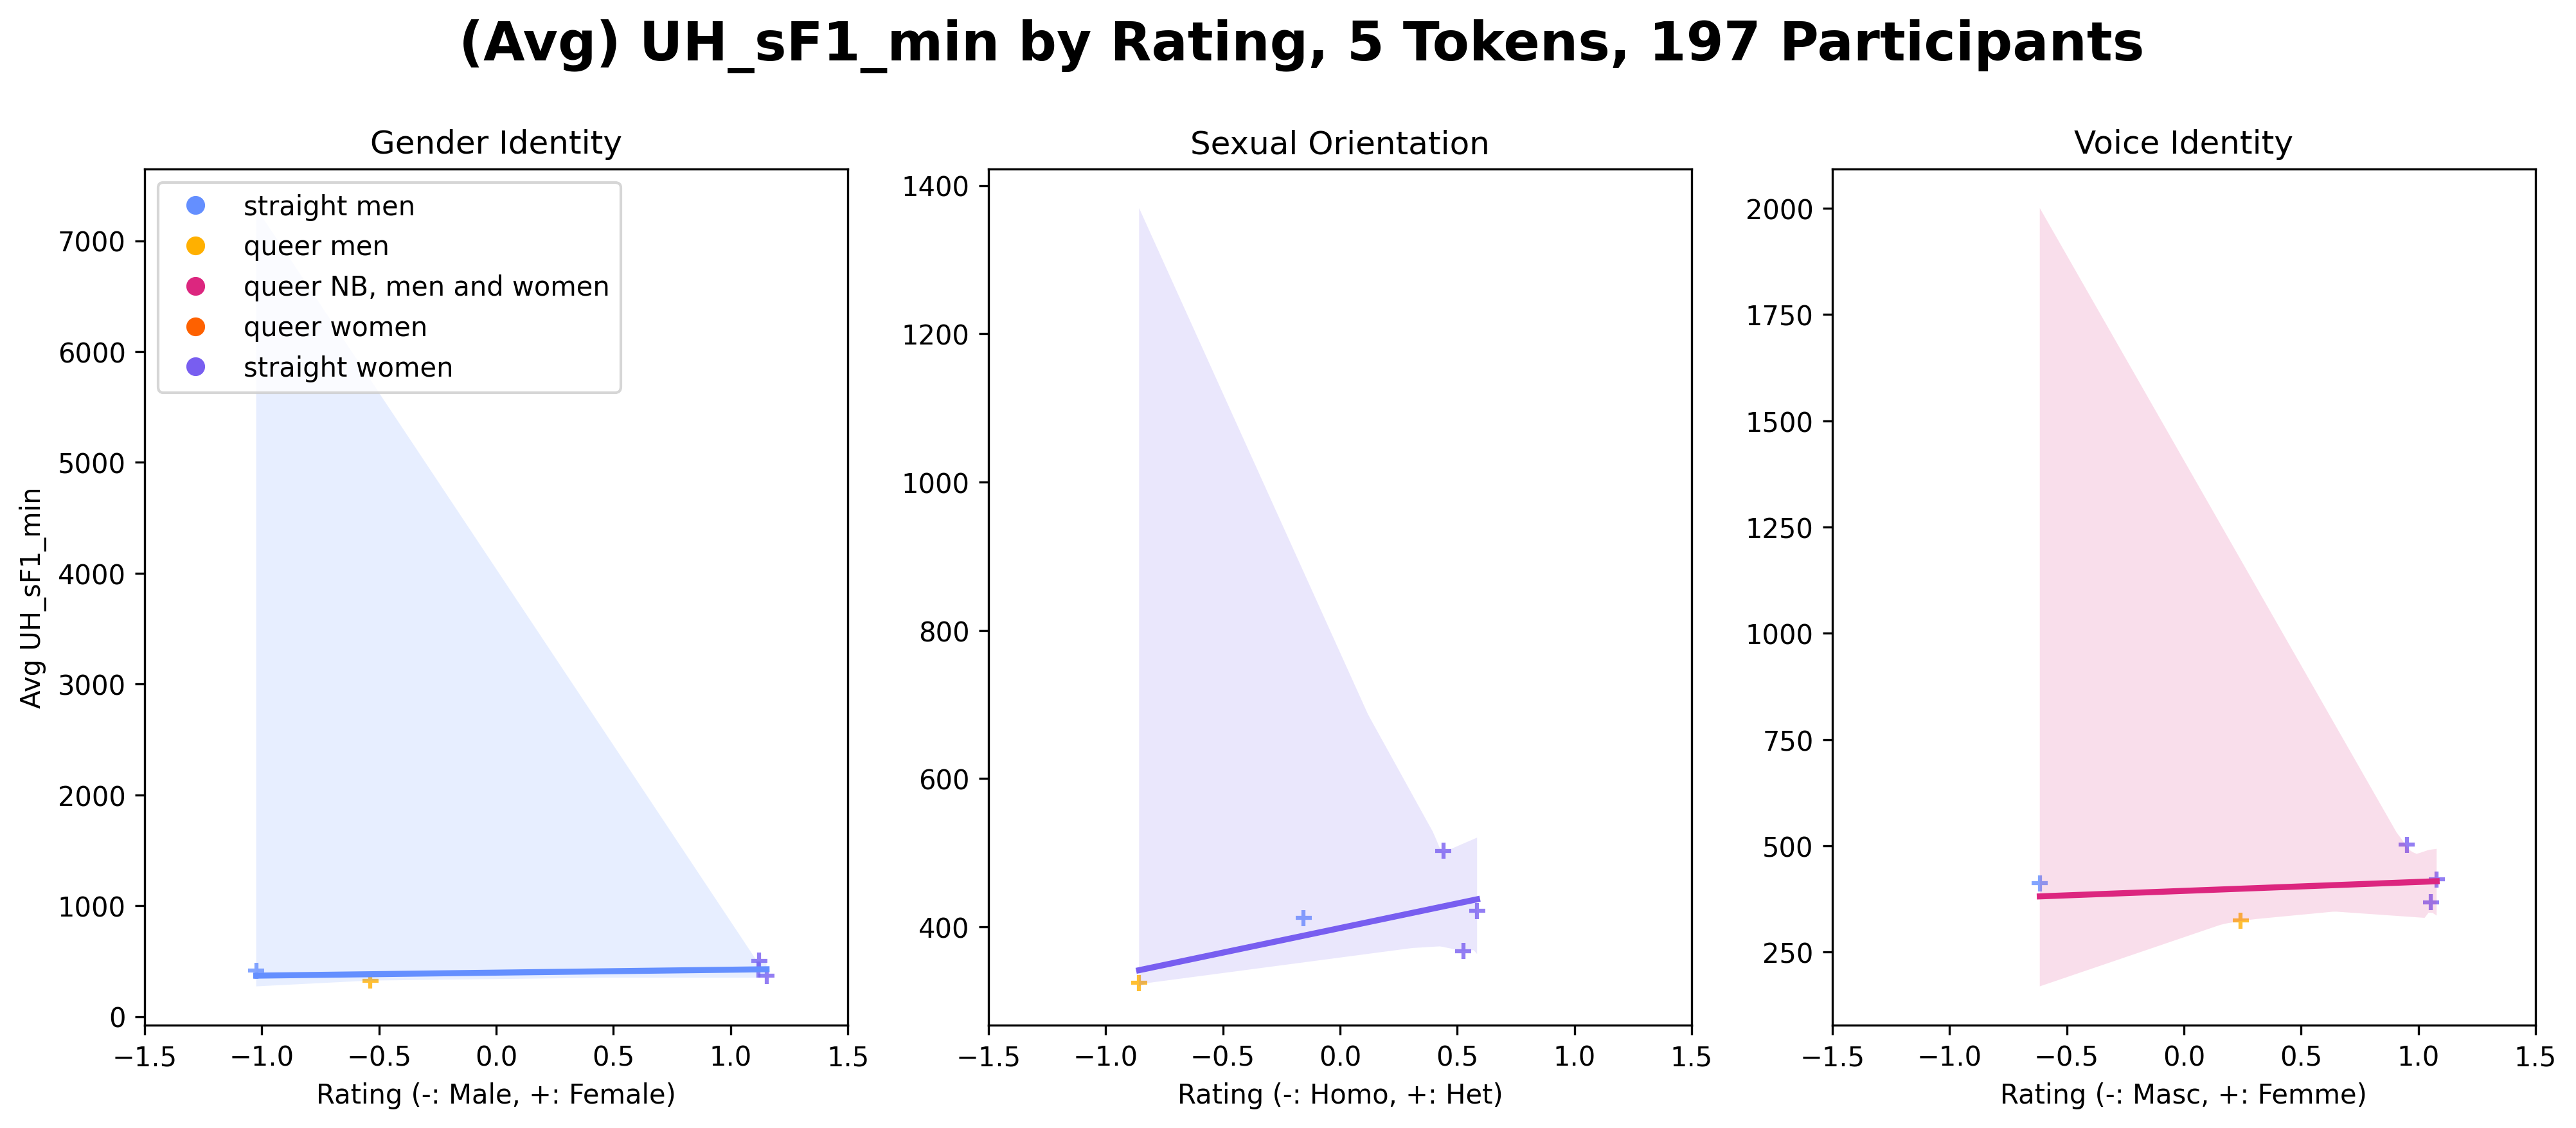 (Avg) UH_sF1_min by Rating, 5 Tokens, 197 Participants
Gender Identity
straight men
queer men
queer NB, men and women
queer women
straight women
7000
6000
5000
4000
3000
2000
1000
0
Avg UH_sF1_min
−1.5 −1.0 −0.5 0.0 0.5 1.0 1.5
Rating (-: Male, +: Female)
Sexual Orientation
1400
1200
1000
800
600
400
−1.5 −1.0 −0.5 0.0 0.5 1.0 1.5
Rating (-: Homo, +: Het)
Voice Identity
2000
1750
1500
1250
1000
750
500
250
−1.5 −1.0 −0.5 0.0 0.5 1.0 1.5
Rating (-: Masc, +: Femme)